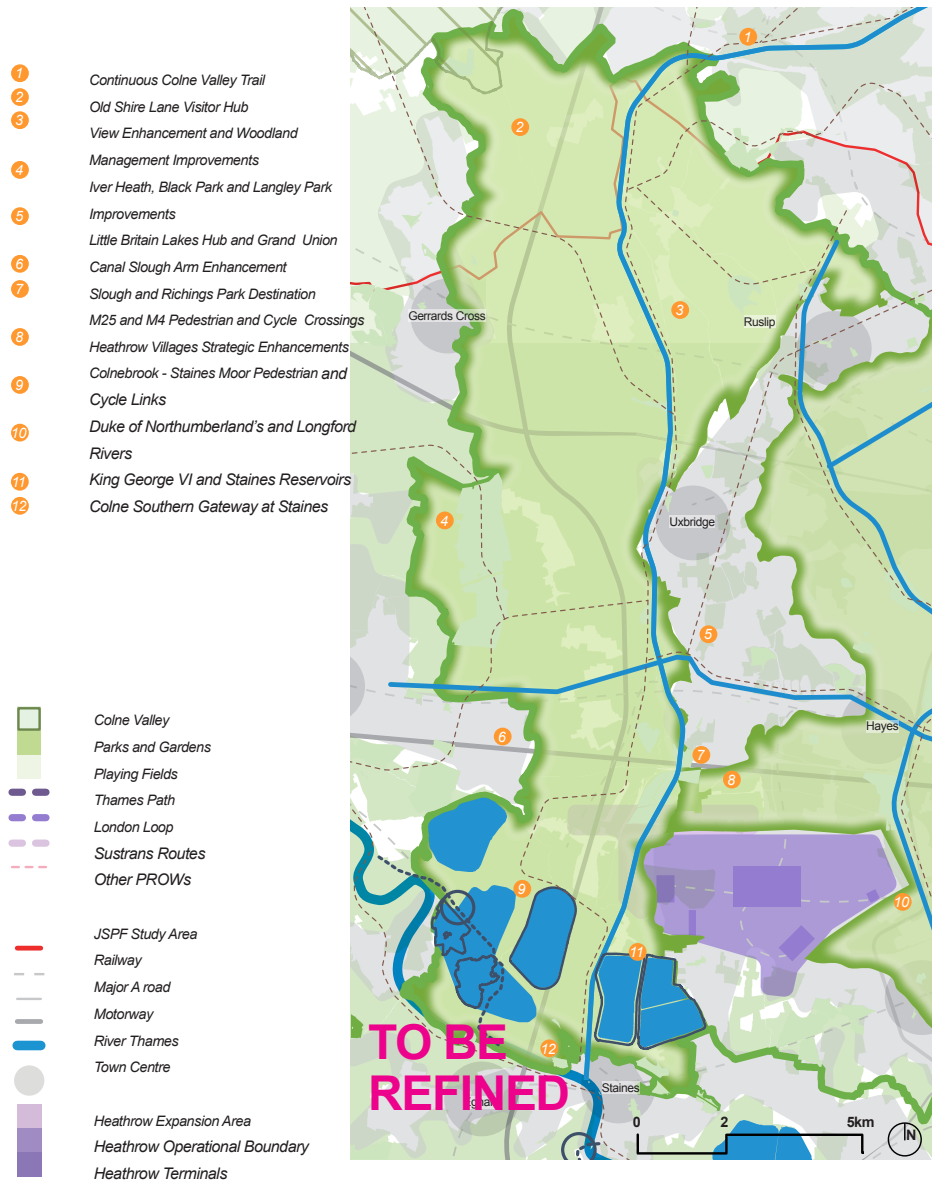 1
Continuous Colne Valley Trail
2
Old Shire Lane Visitor Hub
3
View Enhancement and Woodland
Management Improvements
4
Iver Heath, Black Park and Langley Park
Improvements
5
Little Britain Lakes Hub and Grand Union
Canal Slough Arm Enhancement
6
Slough and Richings Park Destination
7
M25 and M4 Pedestrian and Cycle Crossings
8
Heathrow Villages Strategic Enhancements
Colnebrook - Staines Moor Pedestrian and
9
Cycle Links
Duke of Northumberland's and Longford
10
Rivers
King George VI and Staines Reservoirs
11
Colne Southern Gateway at Staines
12
Colne Valley
Parks and Gardens
Playing Fields
Thames Path
London Loop
Sustrans Routes
Other PROWs
JSPF Study Area
Railway
Major A road
Motorway
River Thames
Town Centre
Heathrow Expansion Area
Heathrow Operational Boundary
Heathrow Terminals
1
2
3
Gerrards Cross
Ruslip
4
Uxbridge
5
6
Hayes
7
8
9
10
11
12
TO BE
REFINED
Staines
0 2 5km
N